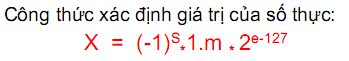 Công thức xác định giá trị của số thực:
X = (-1)ˢ*1.m * 2ᵉ⁻¹²⁷